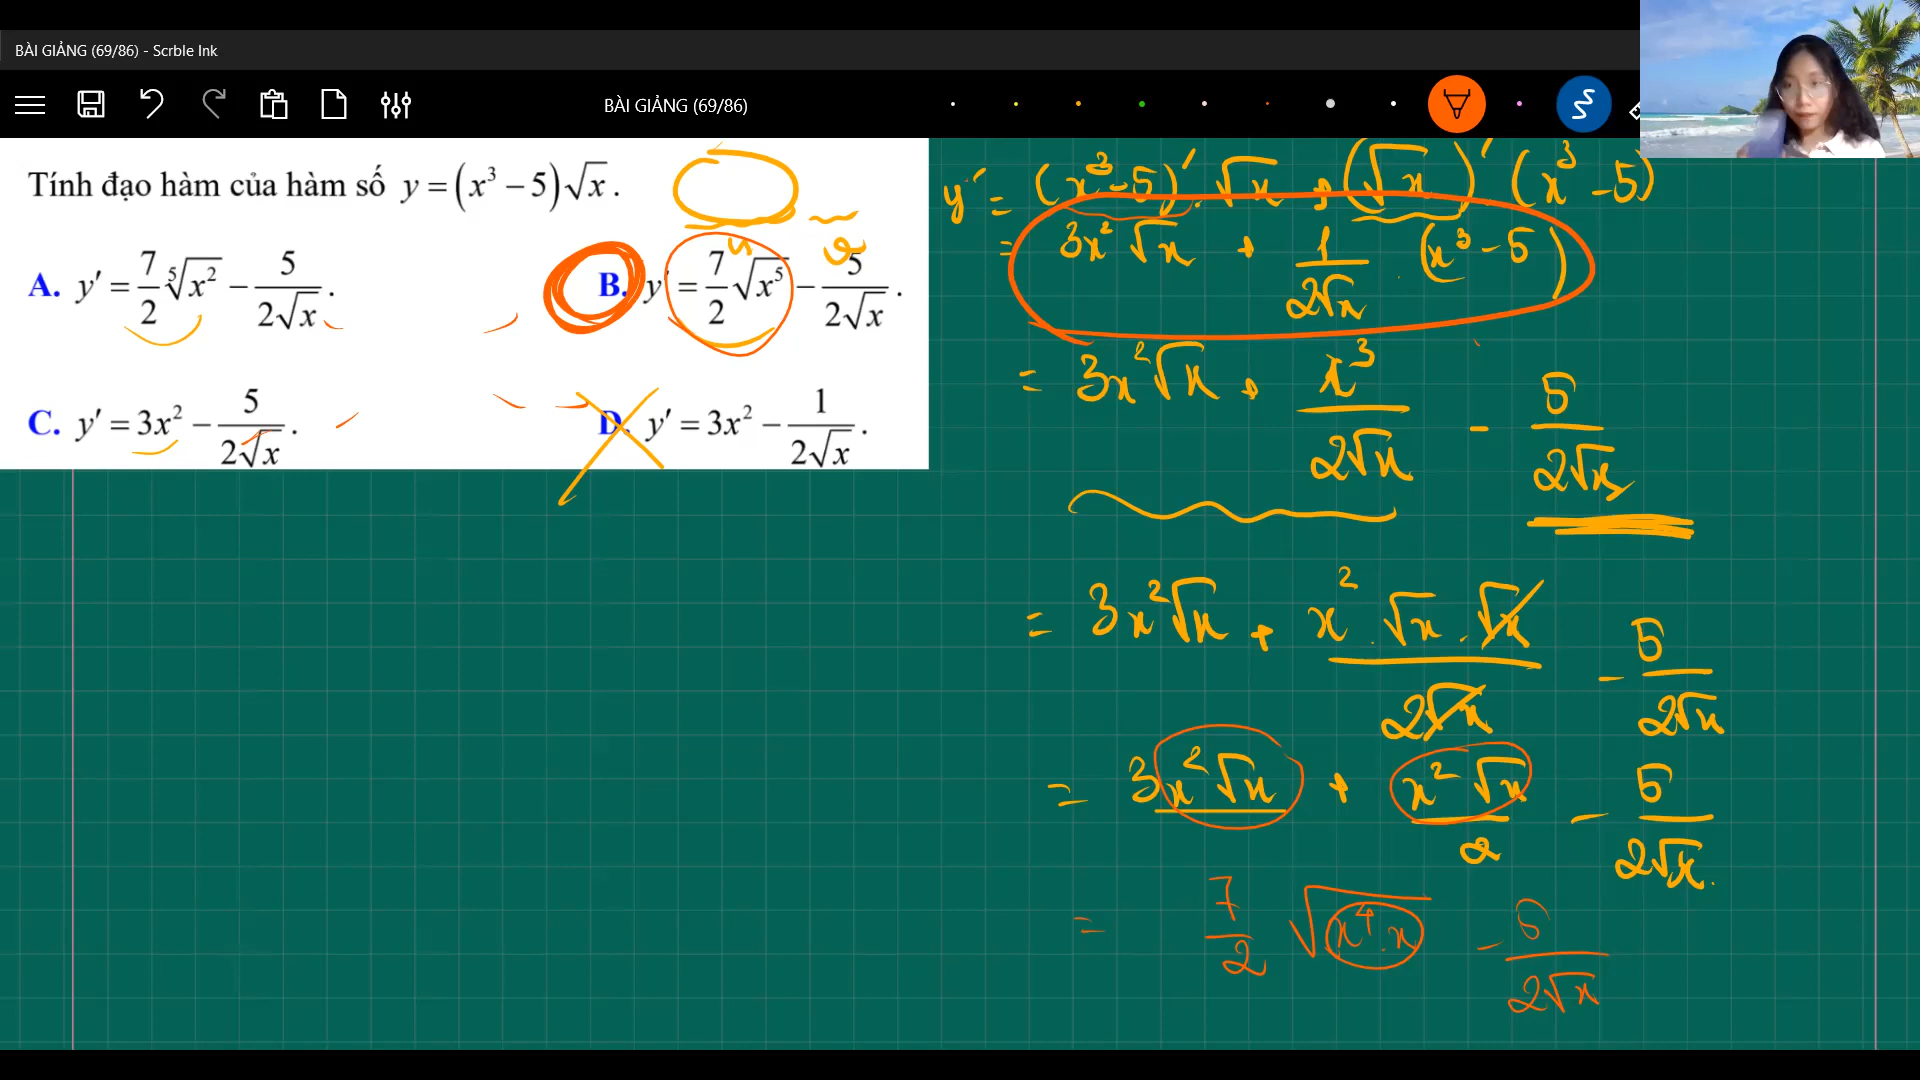 BÀI GIẢNG (69/86) - Scrble Ink
BÀI GIẢNG (69/86)
Tính đạo hàm của hàm số y = (x³ − 5)√x .
u v
A. y′ = 7/2 ⁵√x² − 5/(2√x) .
B. y′ = 7/2 √x⁵ − 5/(2√x) .
C. y′ = 3x² − 5/(2√x) .
D. y′ = 3x² − 1/(2√x) .
y′ = (x³−5)′ . √x + (√x)′ (x³ −5)
= 3x² √x + 1/(2√x) . (x³ −5)
= 3x² √x + x³/(2√x) − 5/(2√x)
= 3x² √x + (x² . √x . √x)/(2√x) − 5/(2√x)
= 3x² √x + (x² √x)/2 − 5/(2√x) .
= 7/2 √(x⁴.x) − 5/(2√x)